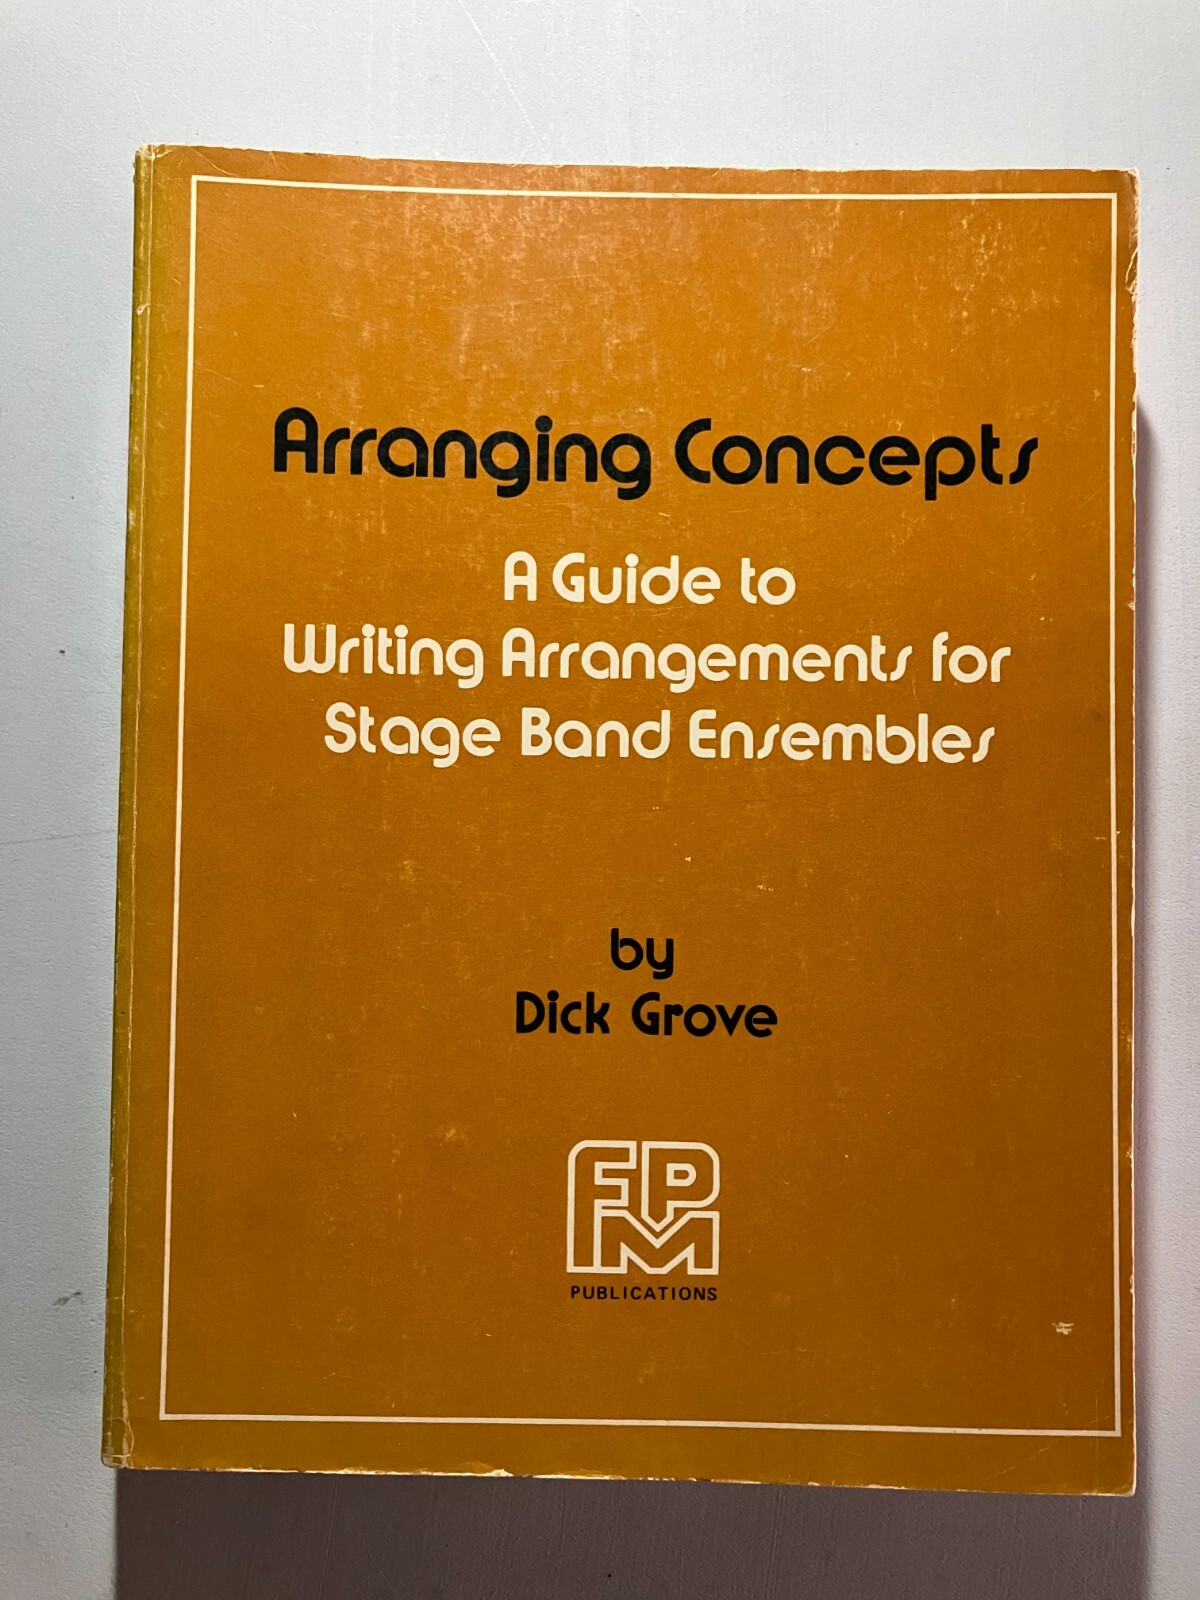 Arranging Concepts
A Guide to
Writing Arrangements for
Stage Band Ensembles
by
Dick Grove
FPM
PUBLICATIONS